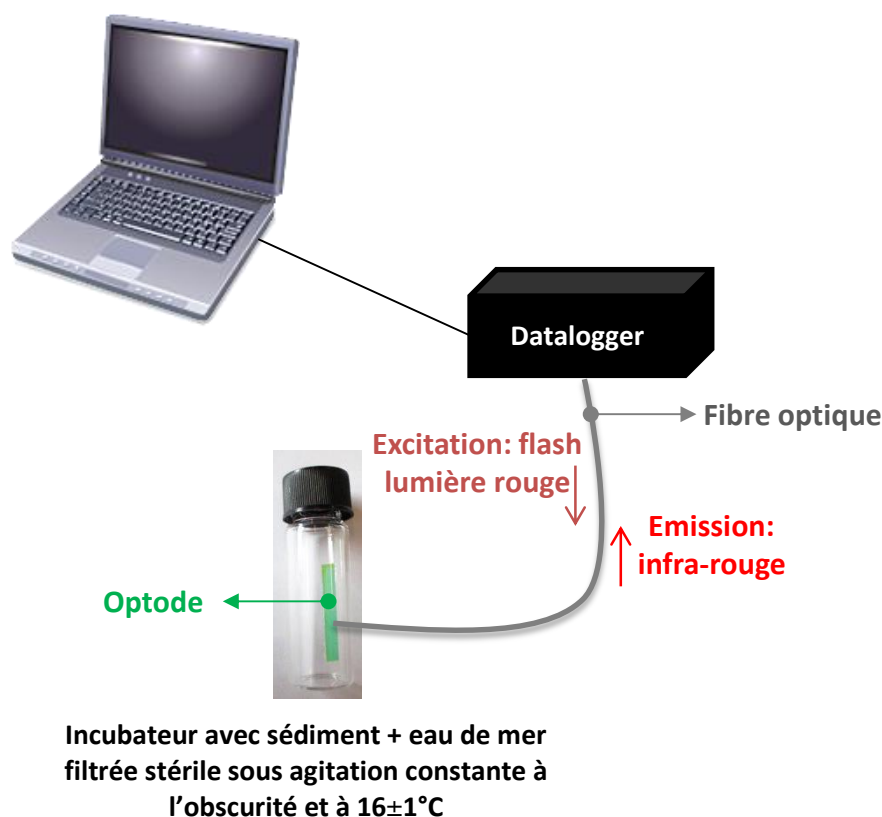 Datalogger
Fibre optique
Excitation: flash
lumière rouge
Emission:
infra-rouge
Optode
Incubateur avec sédiment + eau de mer
filtrée stérile sous agitation constante à
l’obscurité et à 16±1°C